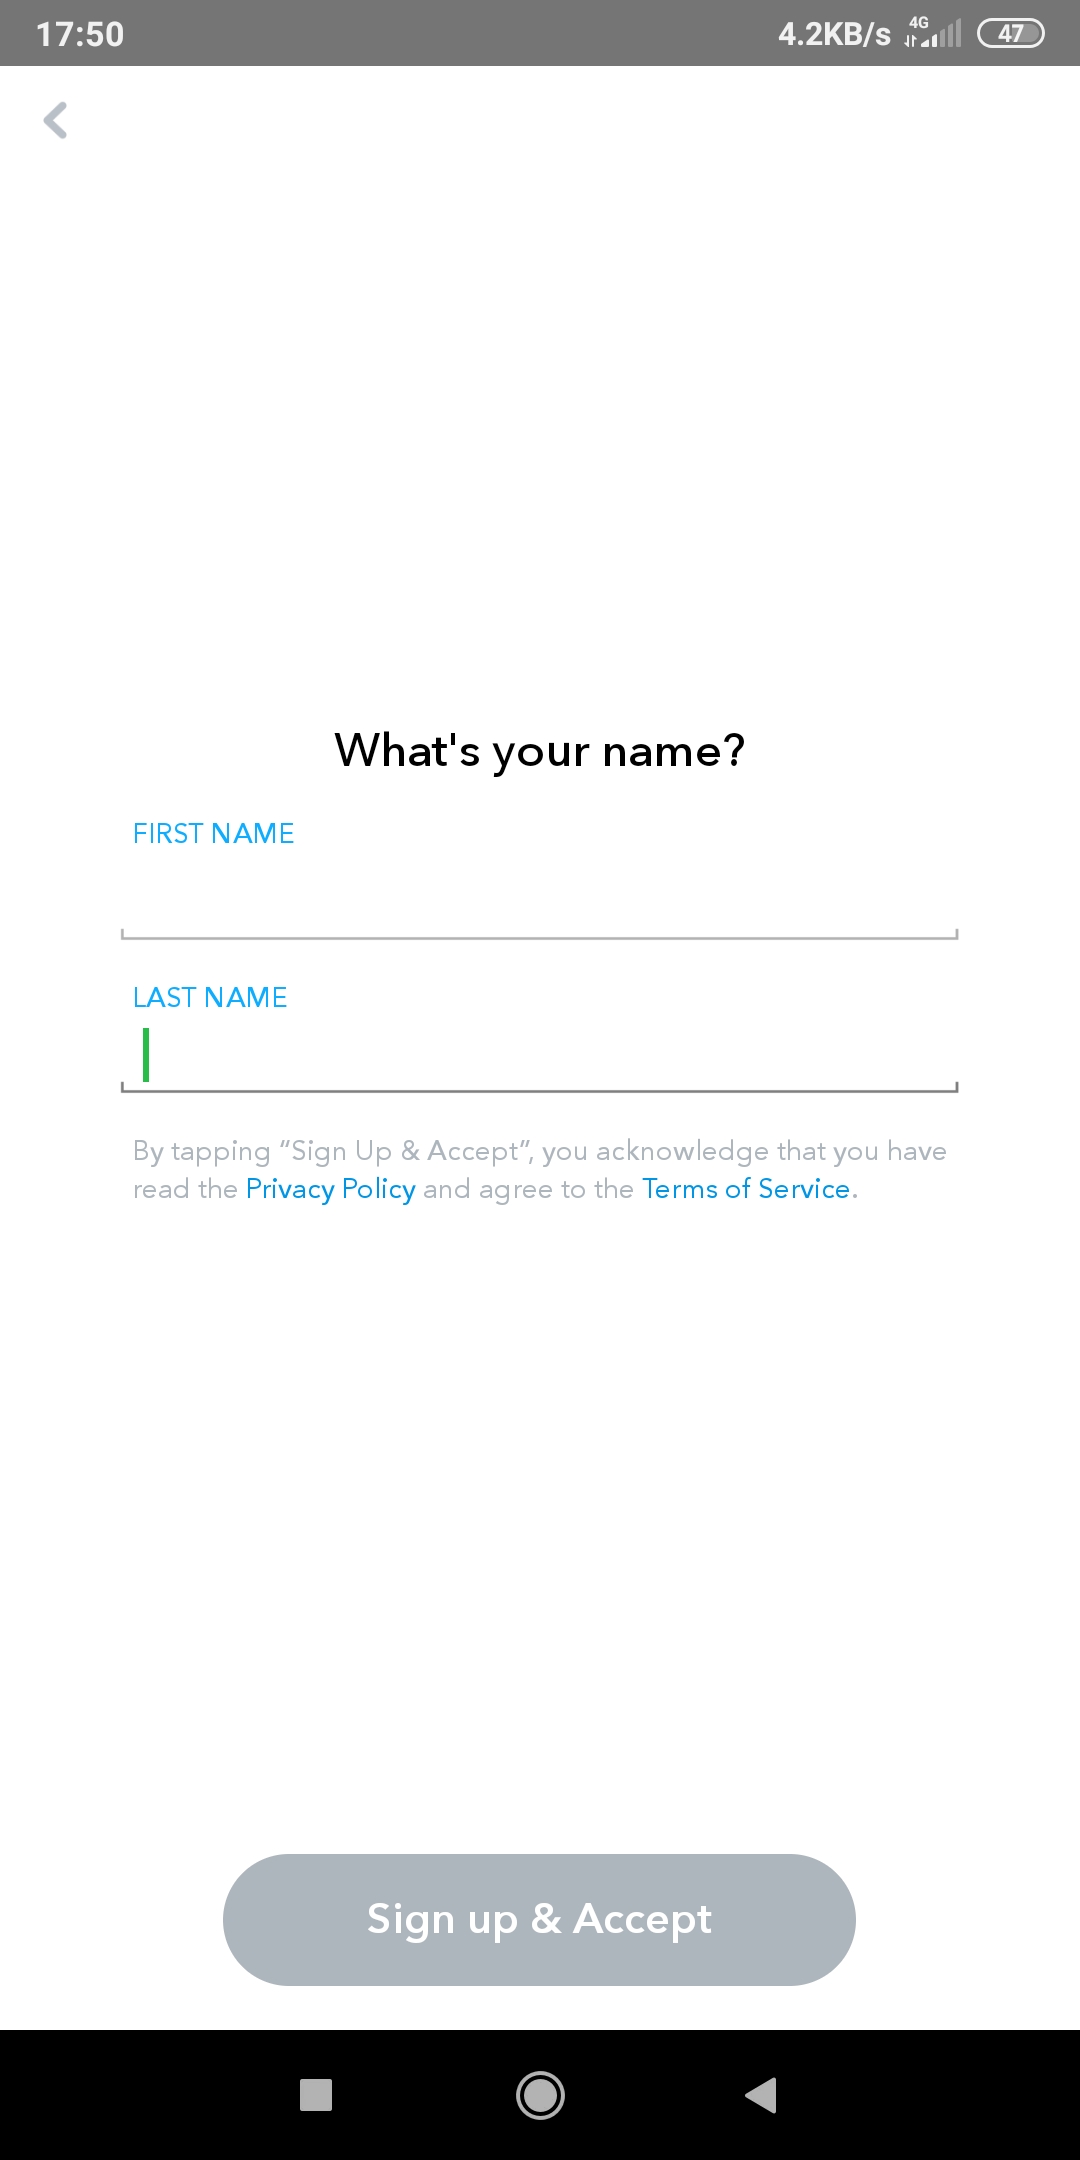 17:50
4.2KB/s 4G 47
What's your name?
FIRST NAME
LAST NAME
By tapping “Sign Up & Accept”, you acknowledge that you have
read the Privacy Policy and agree to the Terms of Service.
Sign up & Accept